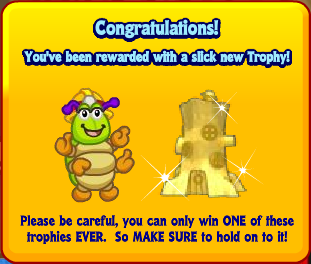 Congratulations!
You've been rewarded with a slick new Trophy!
Please be careful, you can only win ONE of these
trophies EVER. So MAKE SURE to hold on to it!